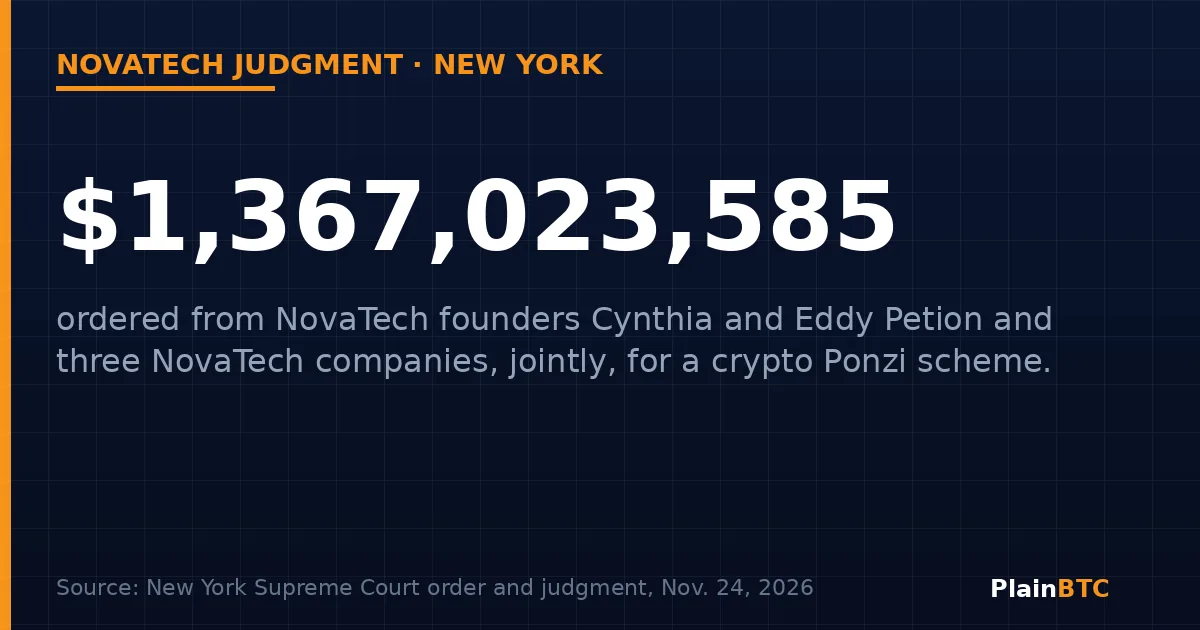 NOVATECH JUDGMENT · NEW YORK
$1,367,023,585
ordered from NovaTech founders Cynthia and Eddy Petion and
three NovaTech companies, jointly, for a crypto Ponzi scheme.
Source: New York Supreme Court order and judgment, Nov. 24, 2026
PlainBTC